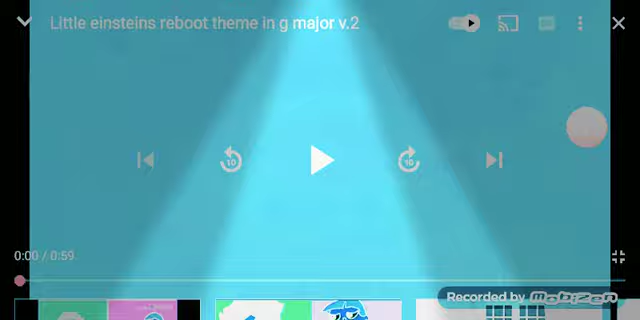 Little einsteins reboot theme in g major v.2
10
10
0:00 / 0:59
Recorded by Mobizen